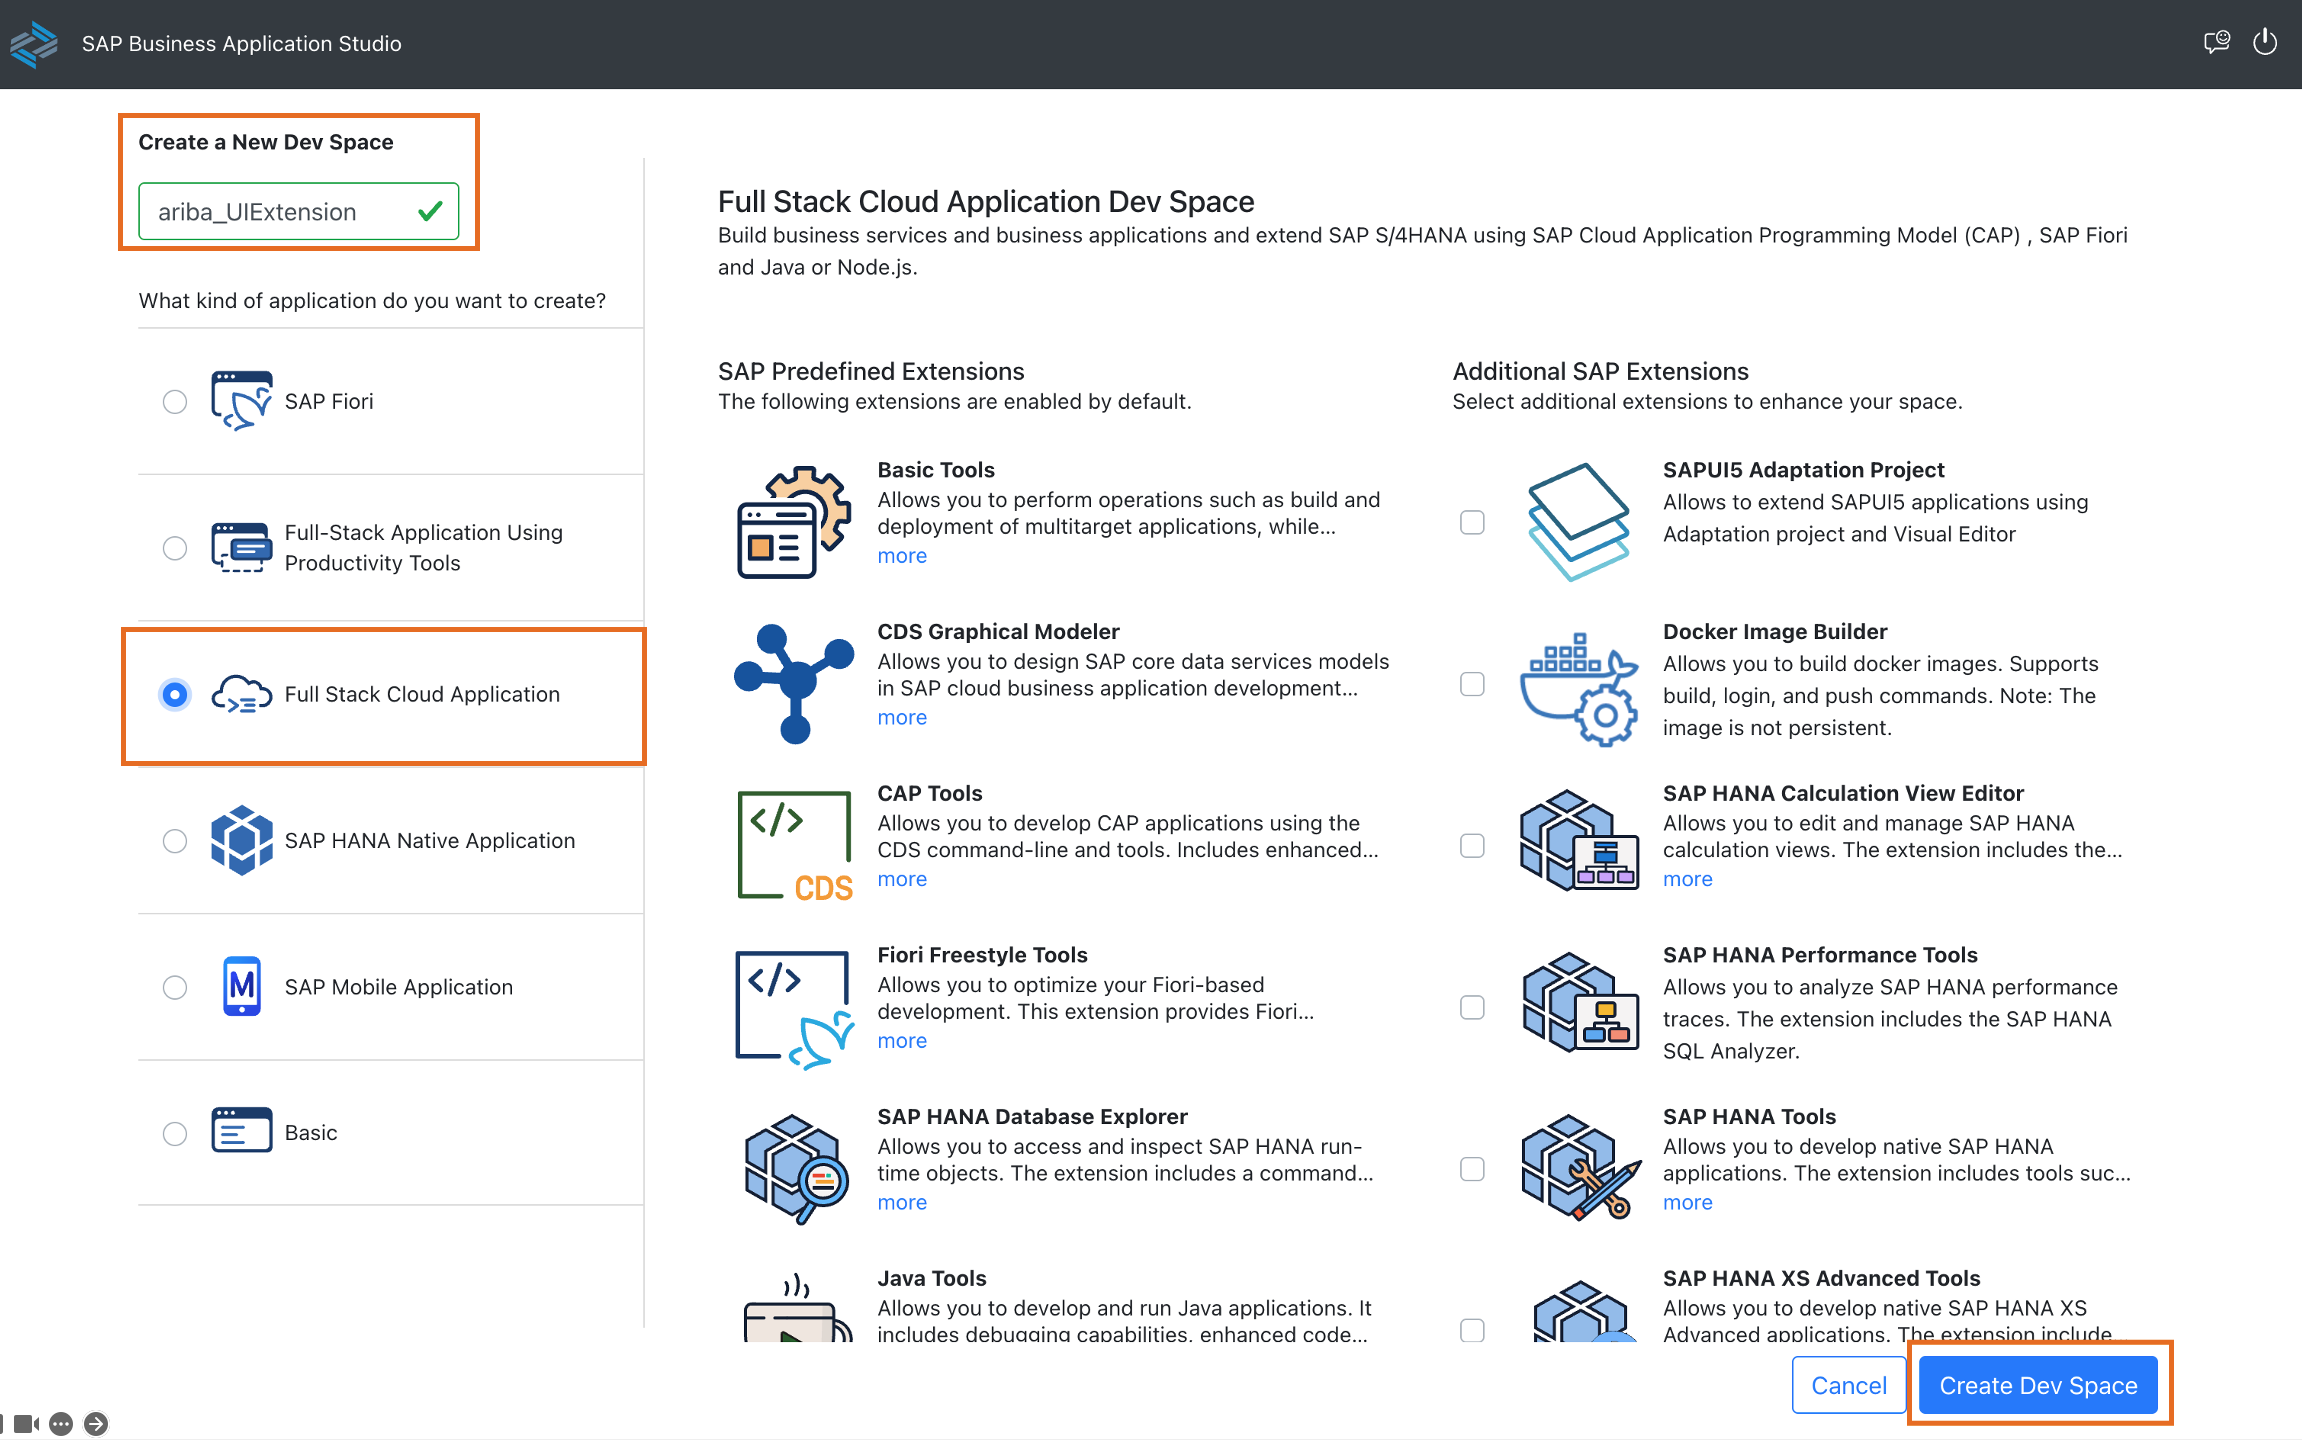 SAP Business Application Studio
Create a New Dev Space
ariba_UIExtension
What kind of application do you want to create?
SAP Fiori
Full-Stack Application Using
Productivity Tools
Full Stack Cloud Application
SAP HANA Native Application
M
SAP Mobile Application
Basic
Full Stack Cloud Application Dev Space
Build business services and business applications and extend SAP S/4HANA using SAP Cloud Application Programming Model (CAP) , SAP Fiori
and Java or Node.js.
SAP Predefined Extensions
The following extensions are enabled by default.
Basic Tools
Allows you to perform operations such as build and
deployment of multitarget applications, while...
more
CDS Graphical Modeler
Allows you to design SAP core data services models
in SAP cloud business application development...
more
</>
CDS
CAP Tools
Allows you to develop CAP applications using the
CDS command-line and tools. Includes enhanced...
more
</>
Fiori Freestyle Tools
Allows you to optimize your Fiori-based
development. This extension provides Fiori...
more
SAP HANA Database Explorer
Allows you to access and inspect SAP HANA run-
time objects. The extension includes a command...
more
Java Tools
Allows you to develop and run Java applications. It
includes debugging capabilities, enhanced code...
Additional SAP Extensions
Select additional extensions to enhance your space.
SAPUI5 Adaptation Project
Allows to extend SAPUI5 applications using
Adaptation project and Visual Editor
Docker Image Builder
Allows you to build docker images. Supports
build, login, and push commands. Note: The
image is not persistent.
SAP HANA Calculation View Editor
Allows you to edit and manage SAP HANA
calculation views. The extension includes the...
more
SAP HANA Performance Tools
Allows you to analyze SAP HANA performance
traces. The extension includes the SAP HANA
SQL Analyzer.
SAP HANA Tools
Allows you to develop native SAP HANA
applications. The extension includes tools suc...
more
SAP HANA XS Advanced Tools
Allows you to develop native SAP HANA XS
Advanced applications. The extension include...
Cancel
Create Dev Space